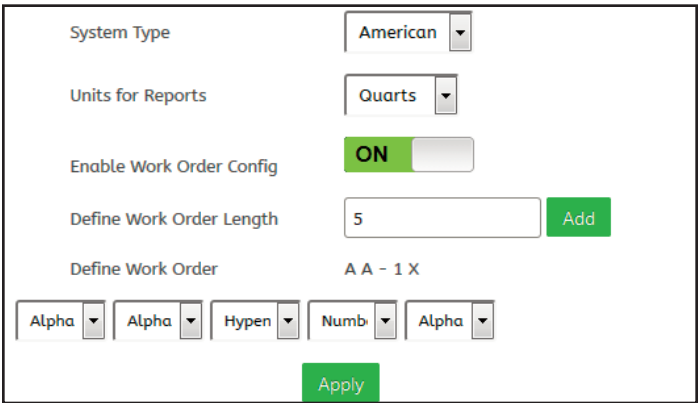 System Type American
Units for Reports Quarts
Enable Work Order Config ON
Define Work Order Length 5 Add
Define Work Order A A - 1 X
Alpha Alpha Hypen Numb Alpha
Apply